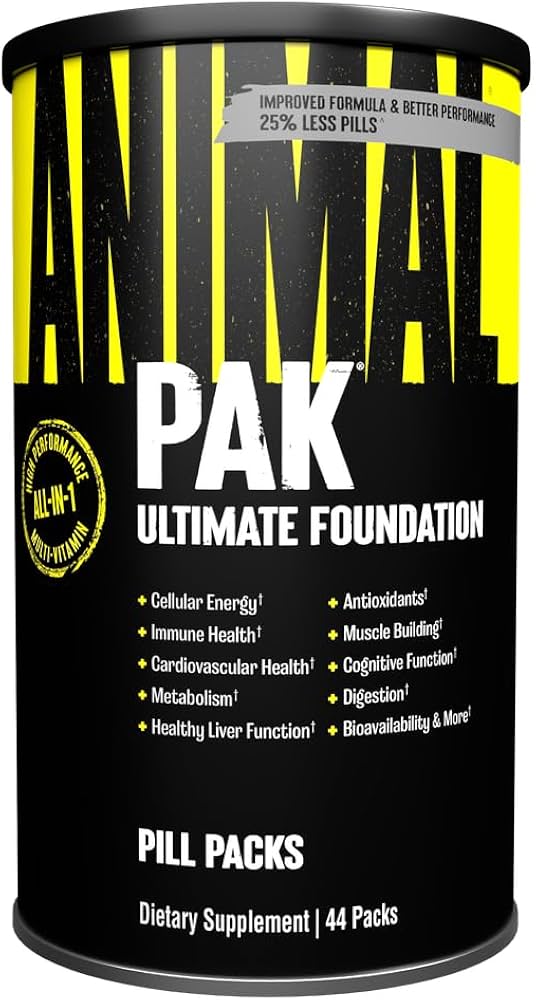 ANIMAL
IMPROVED FORMULA & BETTER PERFORMANCE
25% LESS PILLS^
PAK®
ULTIMATE FOUNDATION
HIGH PERFORMANCE
ALL-IN-1
MULTI-VITAMIN
+ Cellular Energy†
+ Immune Health†
+ Cardiovascular Health†
+ Metabolism†
+ Healthy Liver Function†
+ Antioxidants†
+ Muscle Building†
+ Cognitive Function†
+ Digestion†
+ Bioavailability & More†
PILL PACKS
Dietary Supplement | 44 Packs